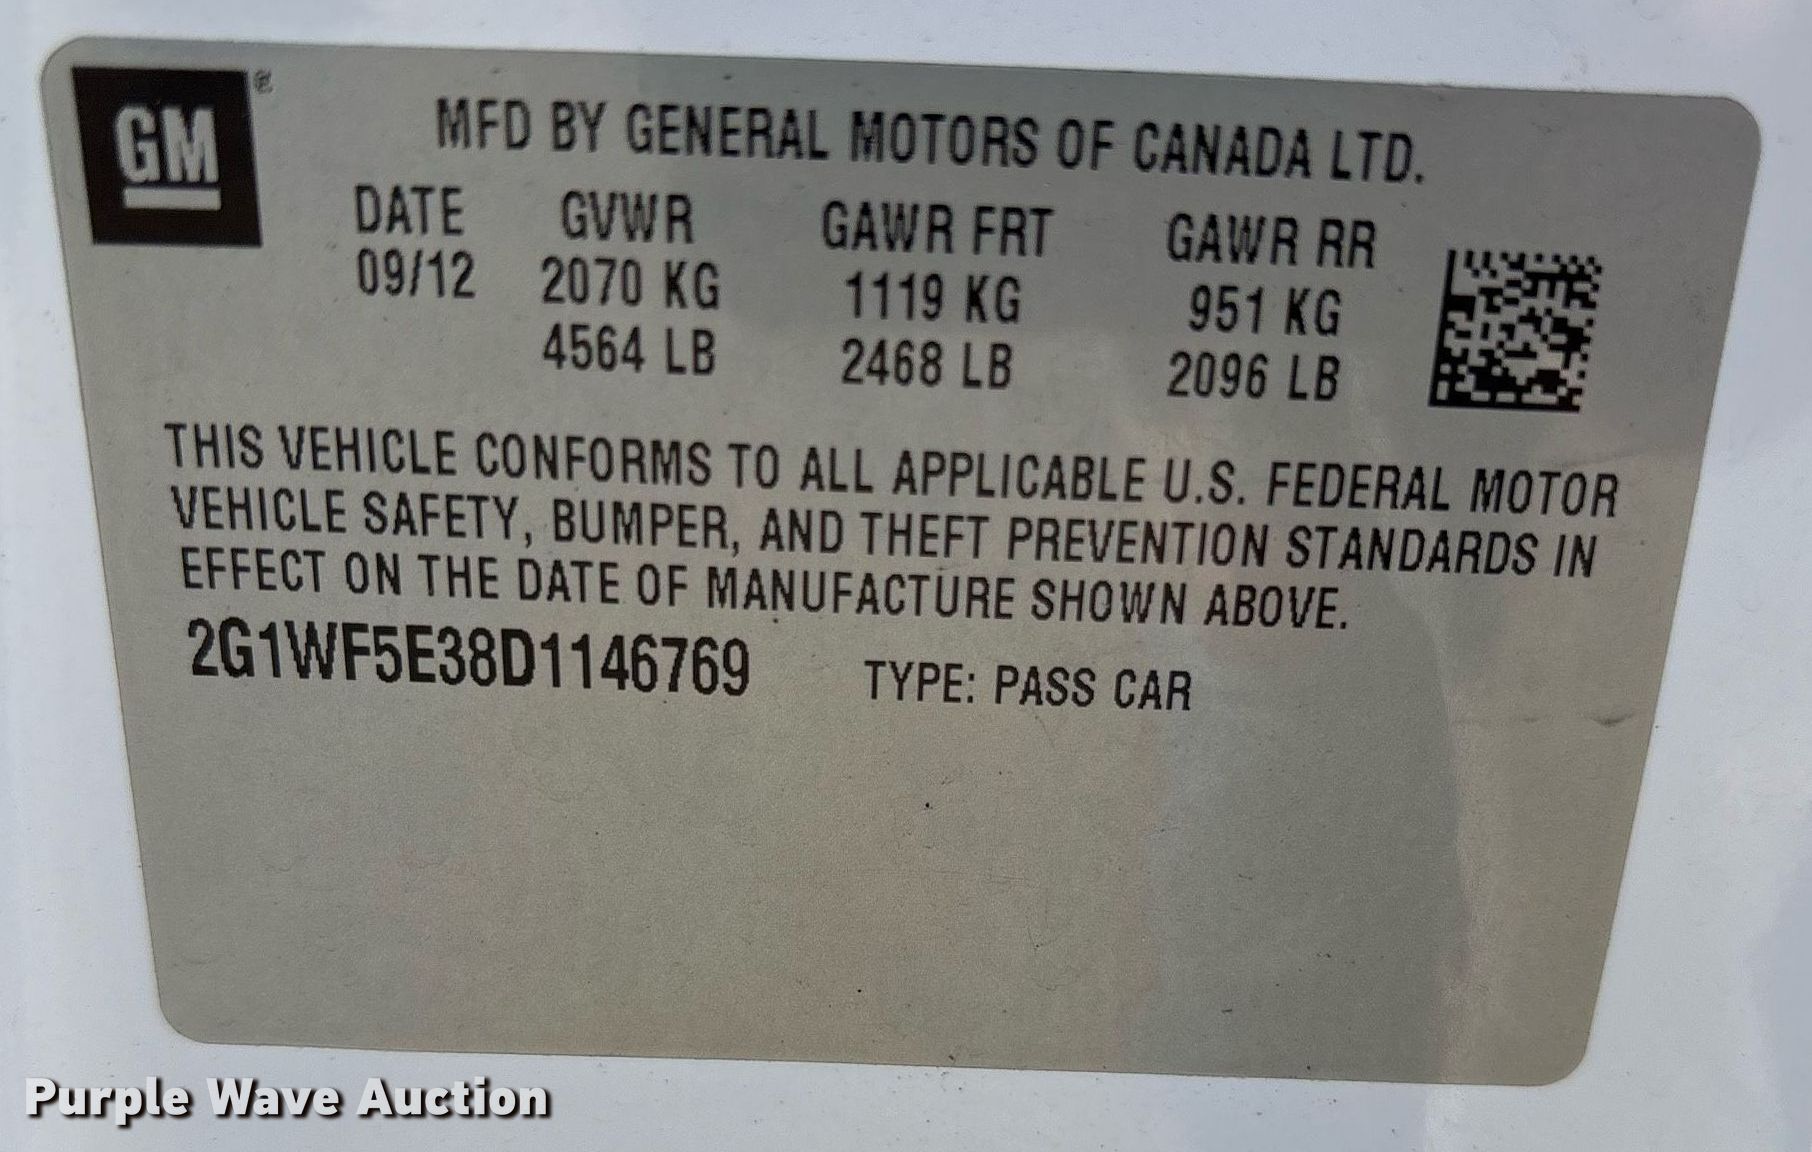 GM®
MFD BY GENERAL MOTORS OF CANADA LTD.
DATE GVWR GAWR FRT GAWR RR
09/12 2070 KG 1119 KG 951 KG
4564 LB 2468 LB 2096 LB
THIS VEHICLE CONFORMS TO ALL APPLICABLE U.S. FEDERAL MOTOR
VEHICLE SAFETY, BUMPER, AND THEFT PREVENTION STANDARDS IN
EFFECT ON THE DATE OF MANUFACTURE SHOWN ABOVE.
2G1WF5E38D1146769 TYPE: PASS CAR
Purple Wave Auction